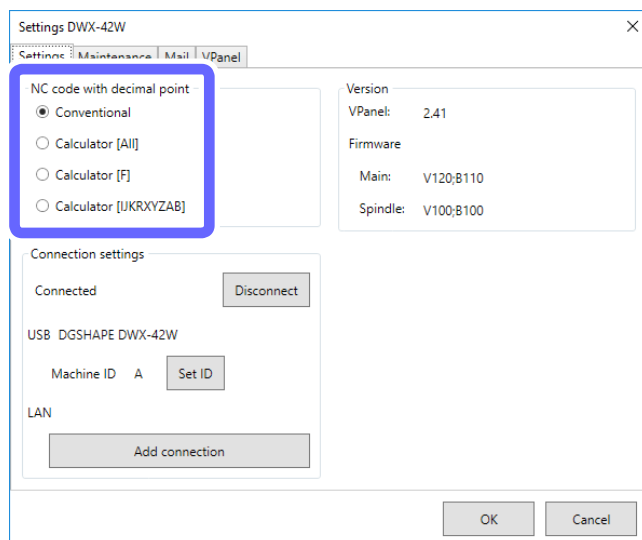 Settings DWX-42W
Settings Maintenance Mail VPanel
NC code with decimal point
Conventional
Calculator [All]
Calculator [F]
Calculator [IJKRXYZAB]
Version
VPanel: 2.41
Firmware
Main: V120;B110
Spindle: V100;B100
Connection settings
Connected Disconnect
USB DGSHAPE DWX-42W
Machine ID A Set ID
LAN
Add connection
OK Cancel